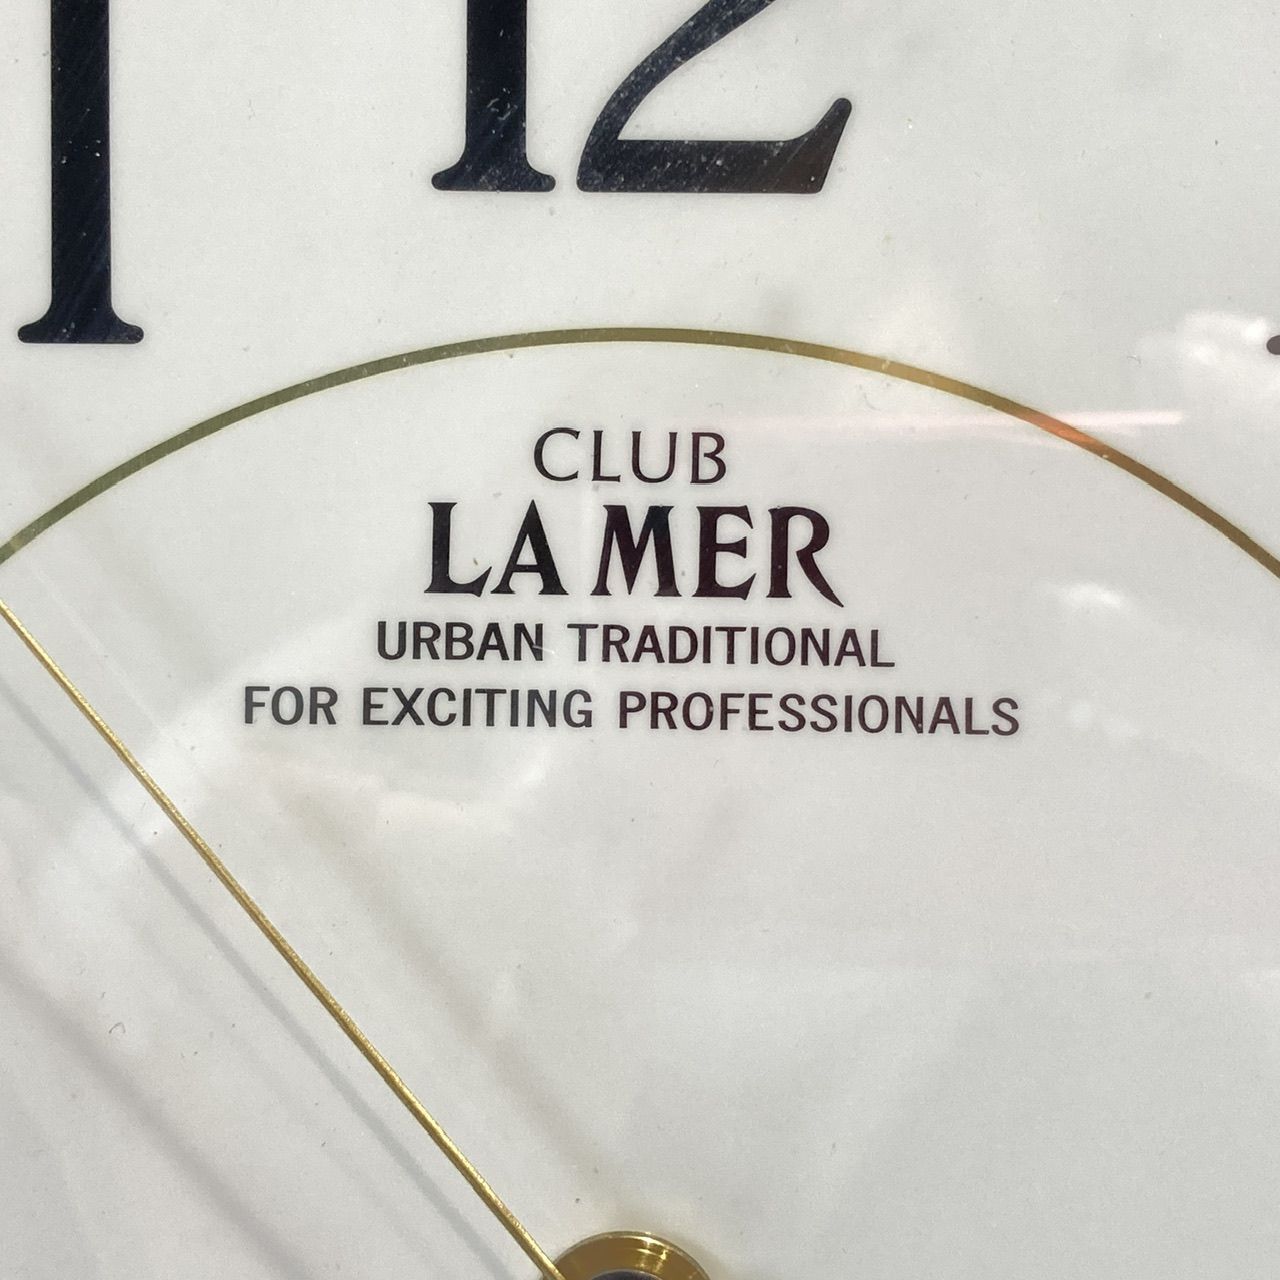 12
CLUB
LA MER
URBAN TRADITIONAL
FOR EXCITING PROFESSIONALS